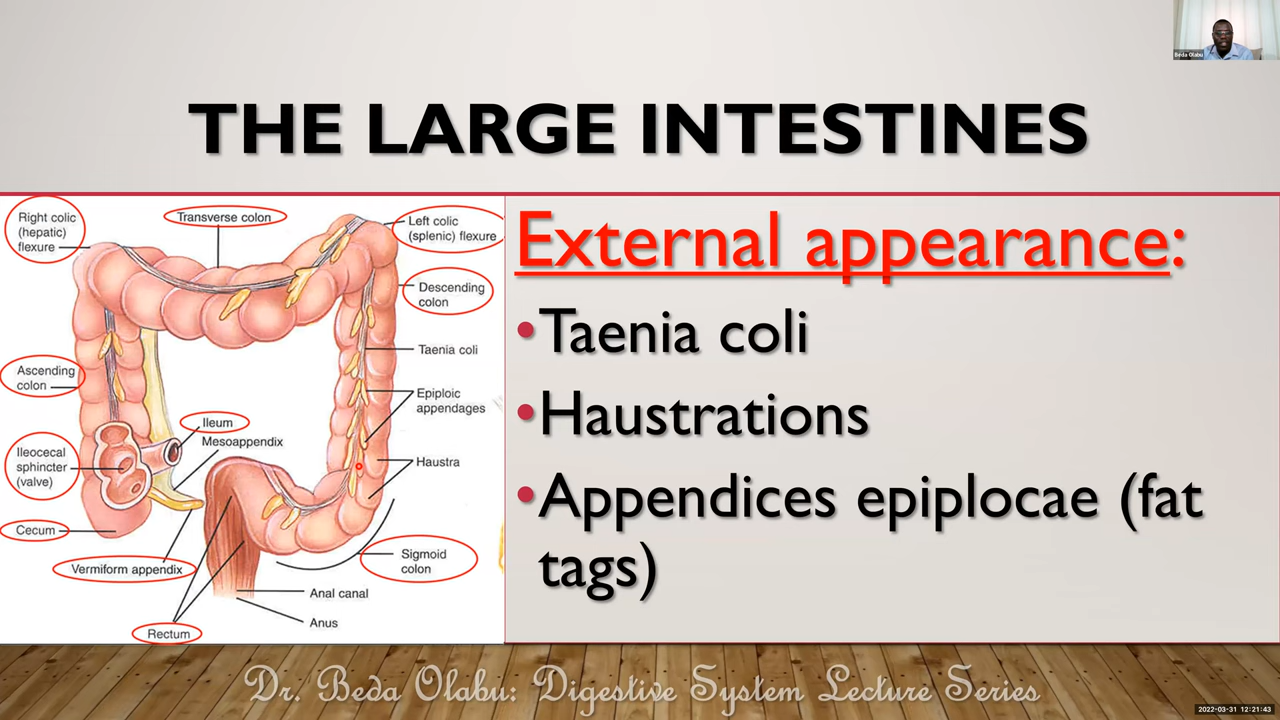 Beda Olabu
THE LARGE INTESTINES
Right colic
(hepatic)
flexure
Transverse colon
Left colic
(splenic) flexure
Descending
colon
Taenia coli
Ascending
colon
Epiploic
appendages
Ileum
Mesoappendix
Ileocecal
sphincter
(valve)
Haustra
Cecum
Vermiform appendix
Sigmoid
colon
Anal canal
Anus
Rectum
External appearance:
•Taenia coli
•Haustrations
•Appendices epiplocae (fat
tags)
Dr. Beda Olabu: Digestive System Lecture Series
2022-03-31 12:21:43